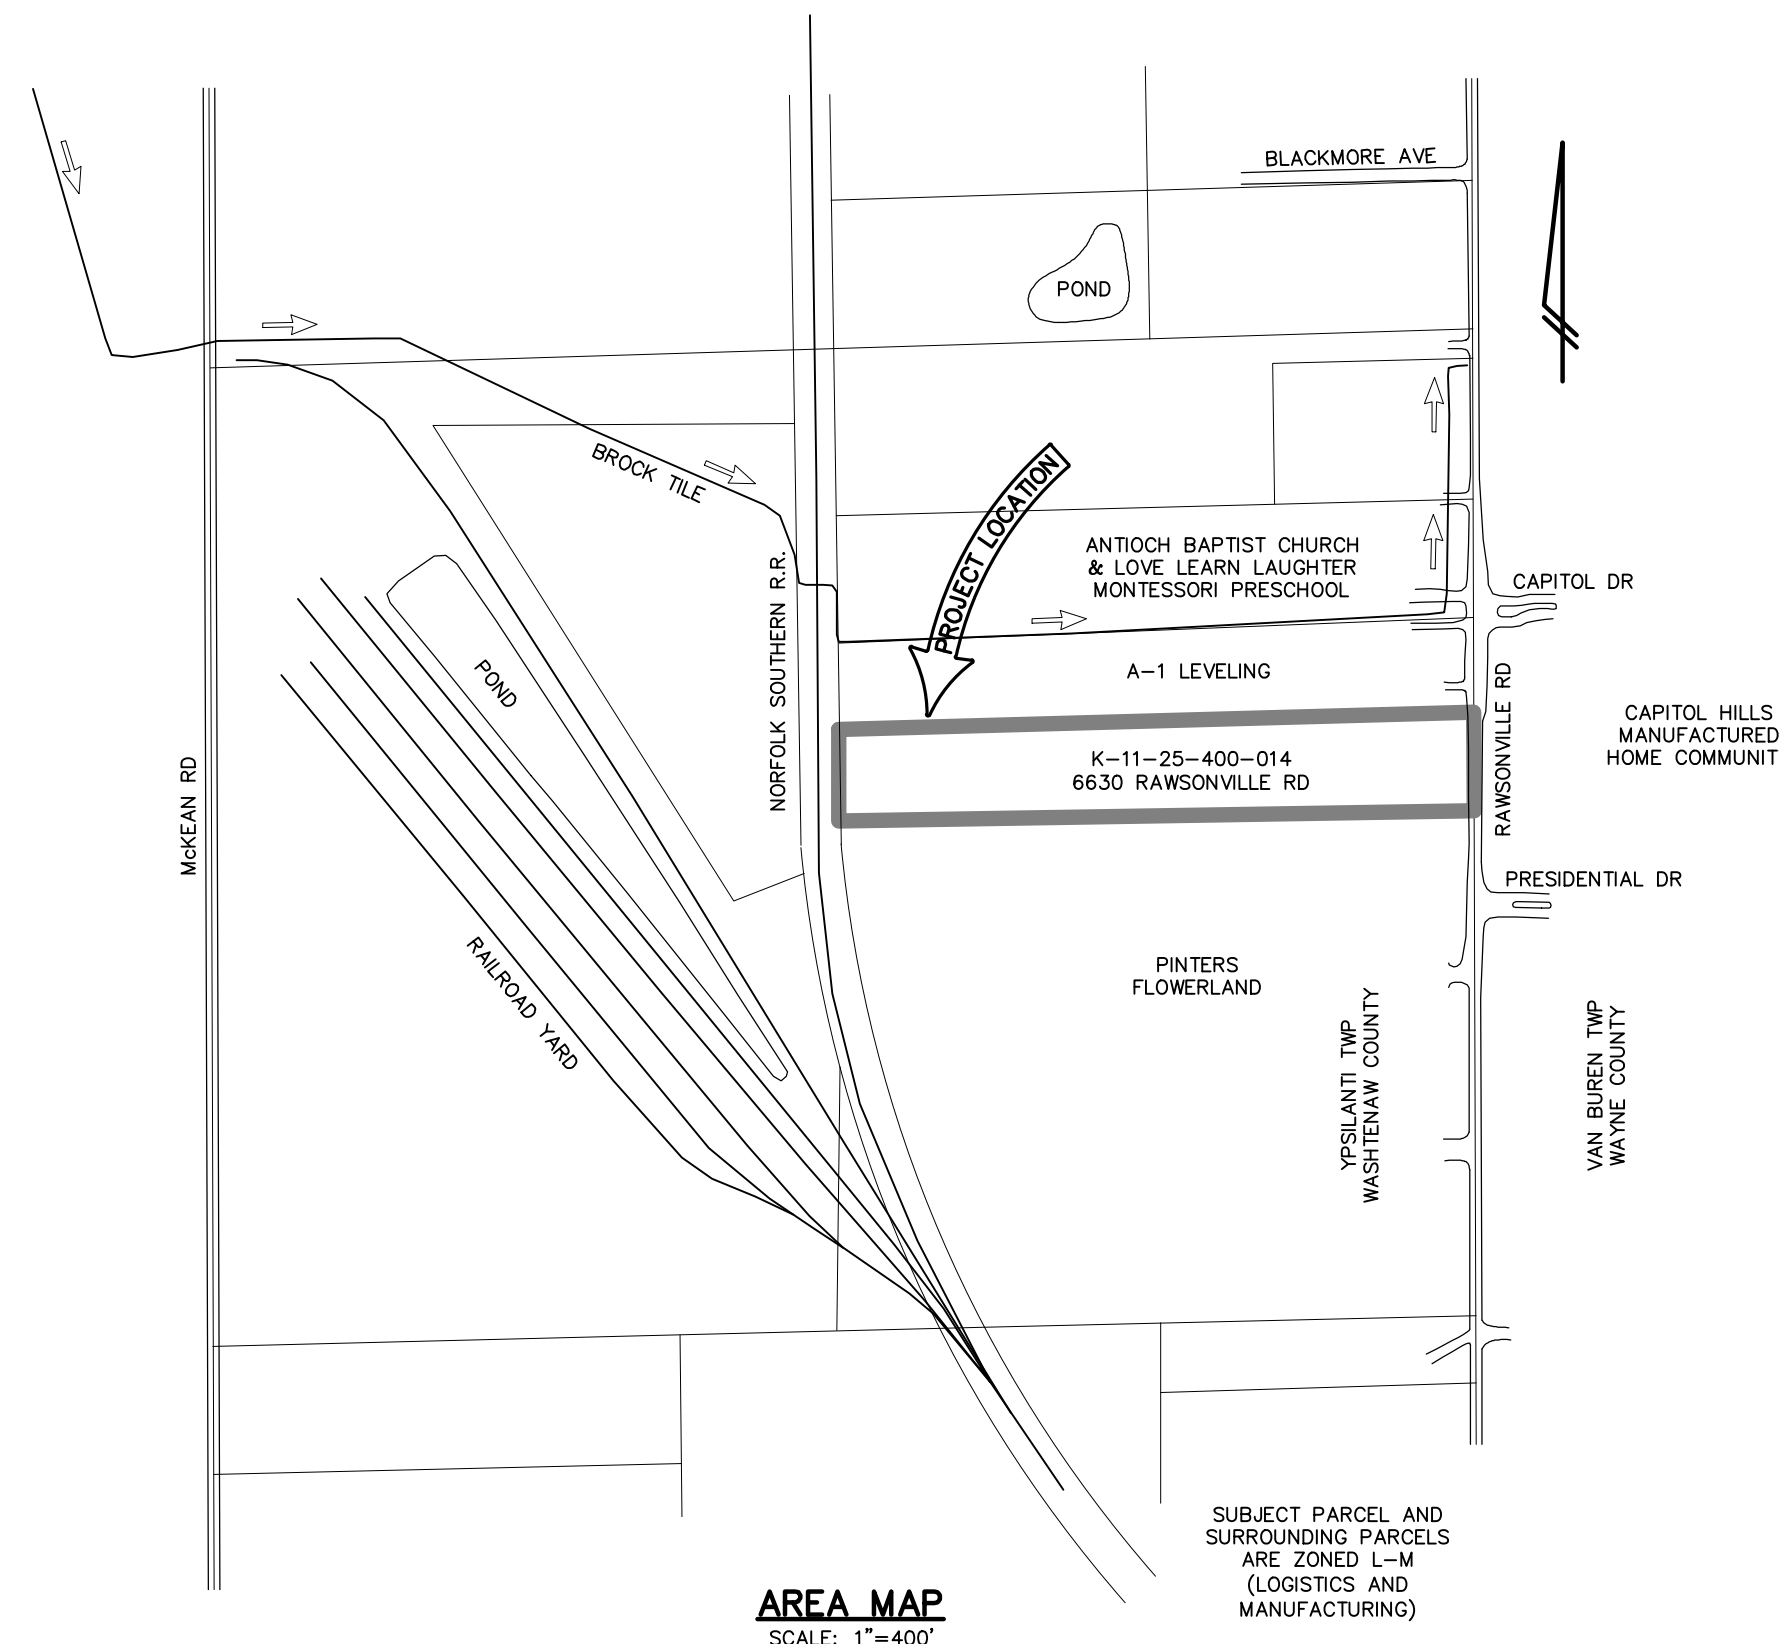 BLACKMORE AVE
POND
BROCK TILE
PROJECT LOCATION
ANTIOCH BAPTIST CHURCH
& LOVE LEARN LAUGHTER
MONTESSORI PRESCHOOL
CAPITOL DR
NORFOLK SOUTHERN R.R.
POND
A-1 LEVELING
RAWSONVILLE RD
CAPITOL HILLS
MANUFACTURED
HOME COMMUNIT
K-11-25-400-014
6630 RAWSONVILLE RD
McKEAN RD
PRESIDENTIAL DR
RAILROAD YARD
PINTERS
FLOWERLAND
YPSILANTI TWP
WASHTENAW COUNTY
VAN BUREN TWP
WAYNE COUNTY
SUBJECT PARCEL AND
SURROUNDING PARCELS
ARE ZONED L-M
(LOGISTICS AND
MANUFACTURING)
AREA MAP
SCALE: 1"=400'